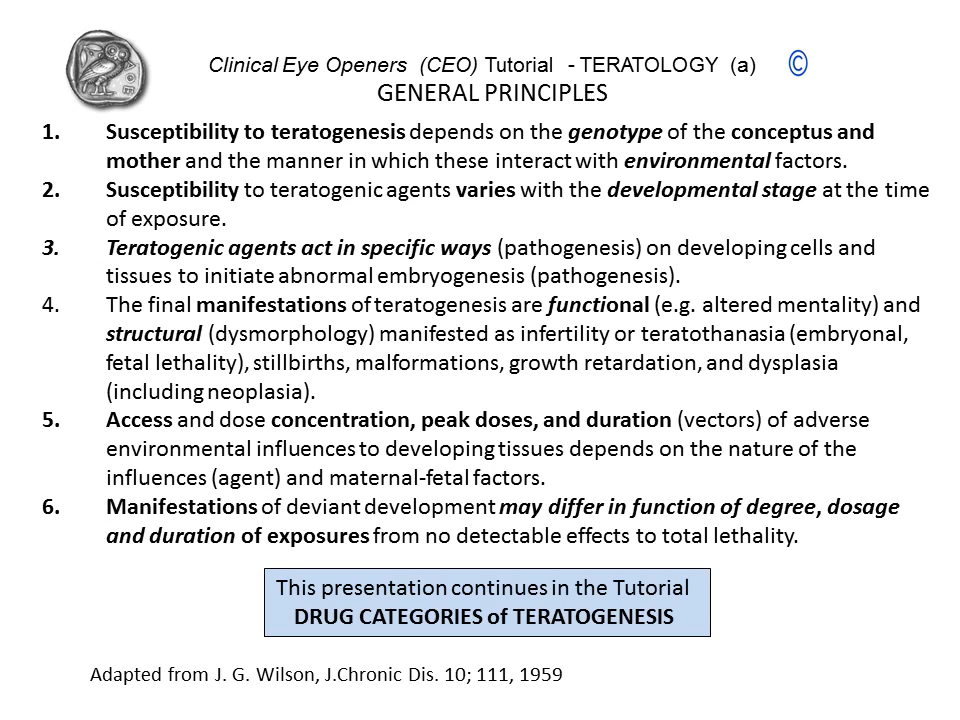 Clinical Eye Openers (CEO) Tutorial - TERATOLOGY (a) ©
GENERAL PRINCIPLES
1. Susceptibility to teratogenesis depends on the genotype of the conceptus and
mother and the manner in which these interact with environmental factors.
2. Susceptibility to teratogenic agents varies with the developmental stage at the time
of exposure.
3. Teratogenic agents act in specific ways (pathogenesis) on developing cells and
tissues to initiate abnormal embryogenesis (pathogenesis).
4. The final manifestations of teratogenesis are functional (e.g. altered mentality) and
structural (dysmorphology) manifested as infertility or teratothanasia (embryonal,
fetal lethality), stillbirths, malformations, growth retardation, and dysplasia
(including neoplasia).
5. Access and dose concentration, peak doses, and duration (vectors) of adverse
environmental influences to developing tissues depends on the nature of the
influences (agent) and maternal-fetal factors.
6. Manifestations of deviant development may differ in function of degree, dosage
and duration of exposures from no detectable effects to total lethality.
This presentation continues in the Tutorial
DRUG CATEGORIES of TERATOGENESIS
Adapted from J. G. Wilson, J.Chronic Dis. 10; 111, 1959